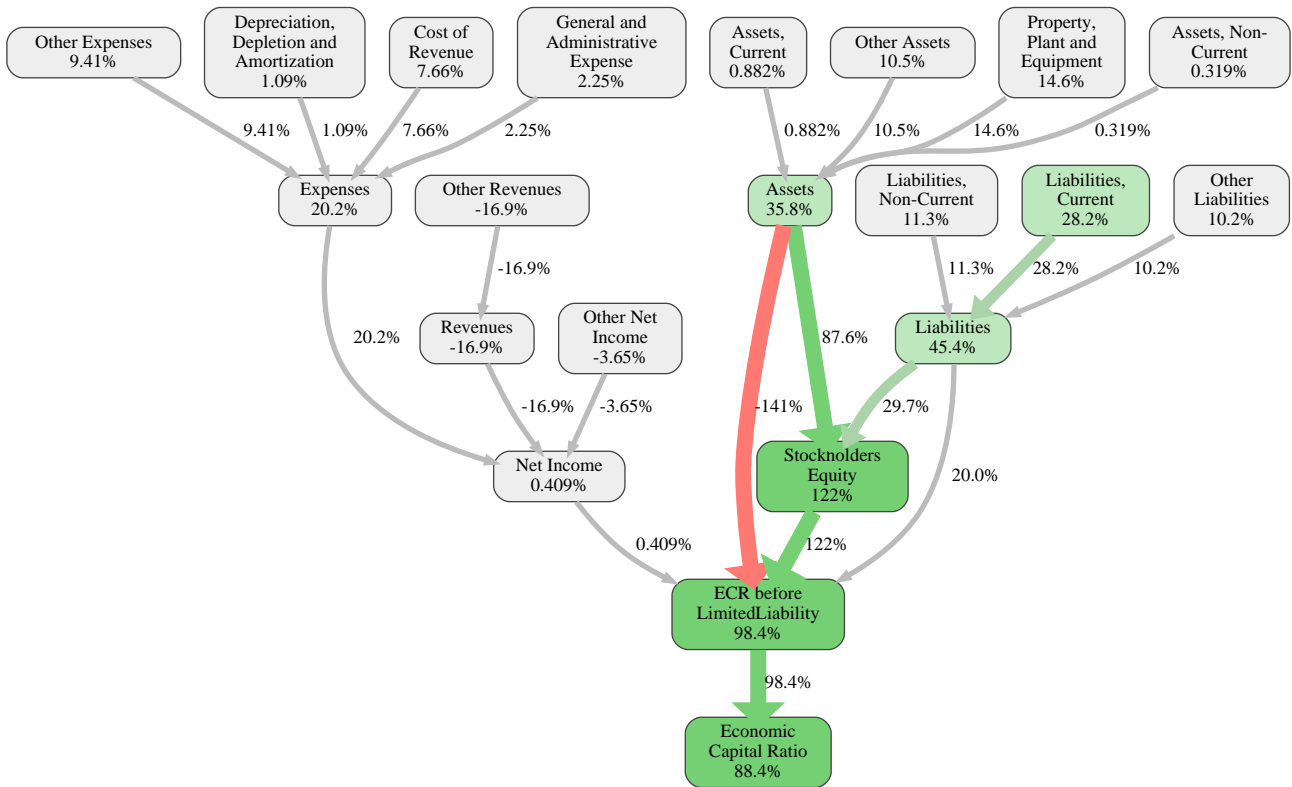 Other Expenses
9.41%
Depreciation,
Depletion and
Amortization
1.09%
Cost of
Revenue
7.66%
General and
Administrative
Expense
2.25%
Assets,
Current
0.882%
Other Assets
10.5%
Property,
Plant and
Equipment
14.6%
Assets, Non-
Current
0.319%
9.41%
1.09%
7.66%
2.25%
0.882%
10.5%
14.6%
0.319%
Expenses
20.2%
Other Revenues
-16.9%
Assets
35.8%
Liabilities,
Non-Current
11.3%
Liabilities,
Current
28.2%
Other
Liabilities
10.2%
-16.9%
11.3%
28.2%
10.2%
Revenues
-16.9%
Other Net
Income
-3.65%
Liabilities
45.4%
20.2%
87.6%
-16.9%
-3.65%
-141%
29.7%
Net Income
0.409%
Stockholders
Equity
122%
20.0%
0.409%
122%
ECR before
LimitedLiability
98.4%
98.4%
Economic
Capital Ratio
88.4%